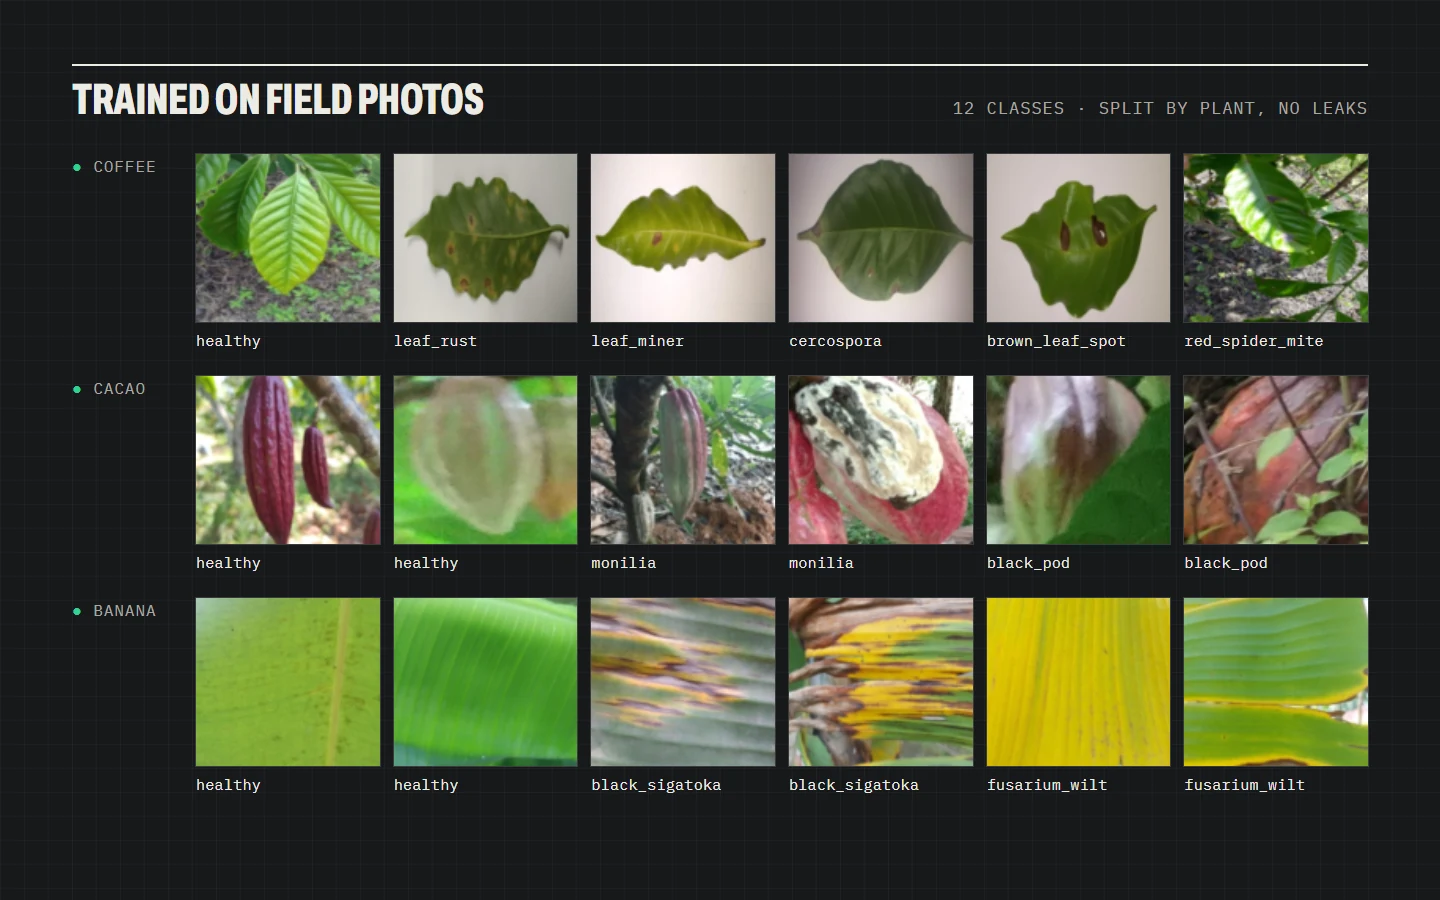 TRAINED ON FIELD PHOTOS
12 CLASSES · SPLIT BY PLANT, NO LEAKS
COFFEE
healthy
leaf_rust
leaf_miner
cercospora
brown_leaf_spot
red_spider_mite
CACAO
healthy
healthy
monilia
monilia
black_pod
black_pod
BANANA
healthy
healthy
black_sigatoka
black_sigatoka
fusarium_wilt
fusarium_wilt